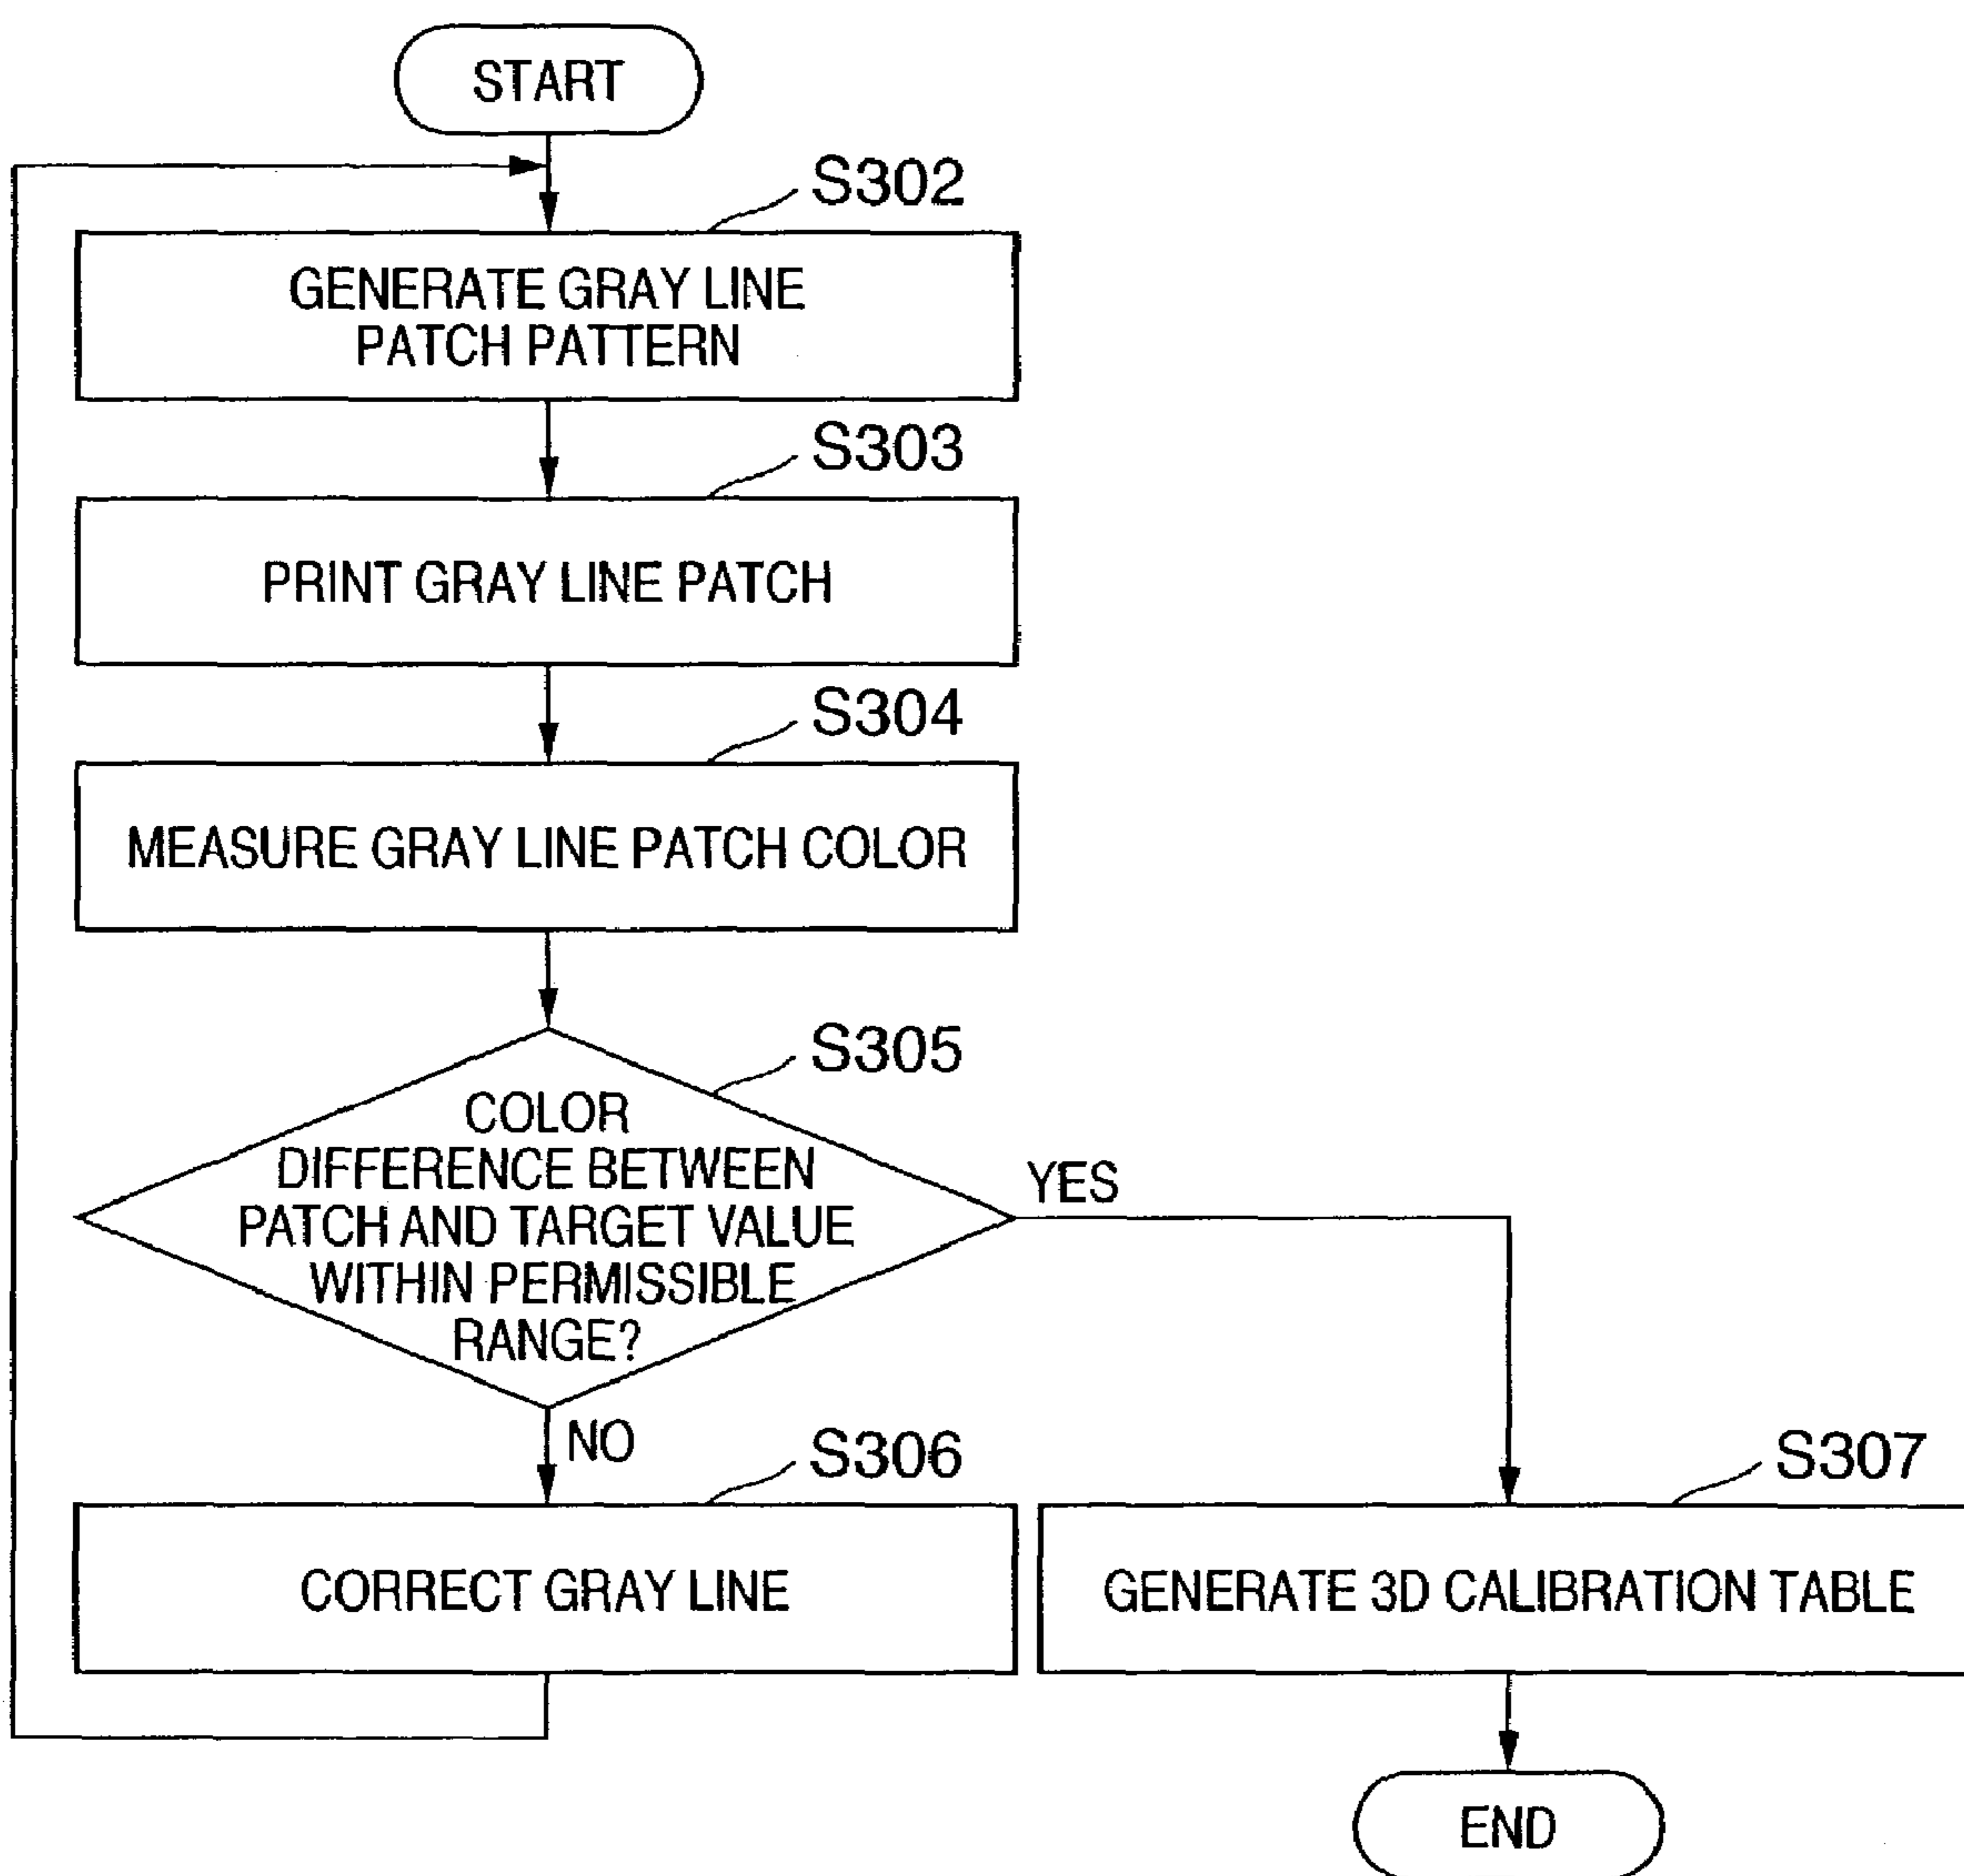 START
S302
GENERATE GRAY LINE
PATCH PATTERN
S303
PRINT GRAY LINE PATCH
S304
MEASURE GRAY LINE PATCH COLOR
S305
COLOR
DIFFERENCE BETWEEN
PATCH AND TARGET VALUE
WITHIN PERMISSIBLE
RANGE?
YES
NO
S306
CORRECT GRAY LINE
S307
GENERATE 3D CALIBRATION TABLE
END